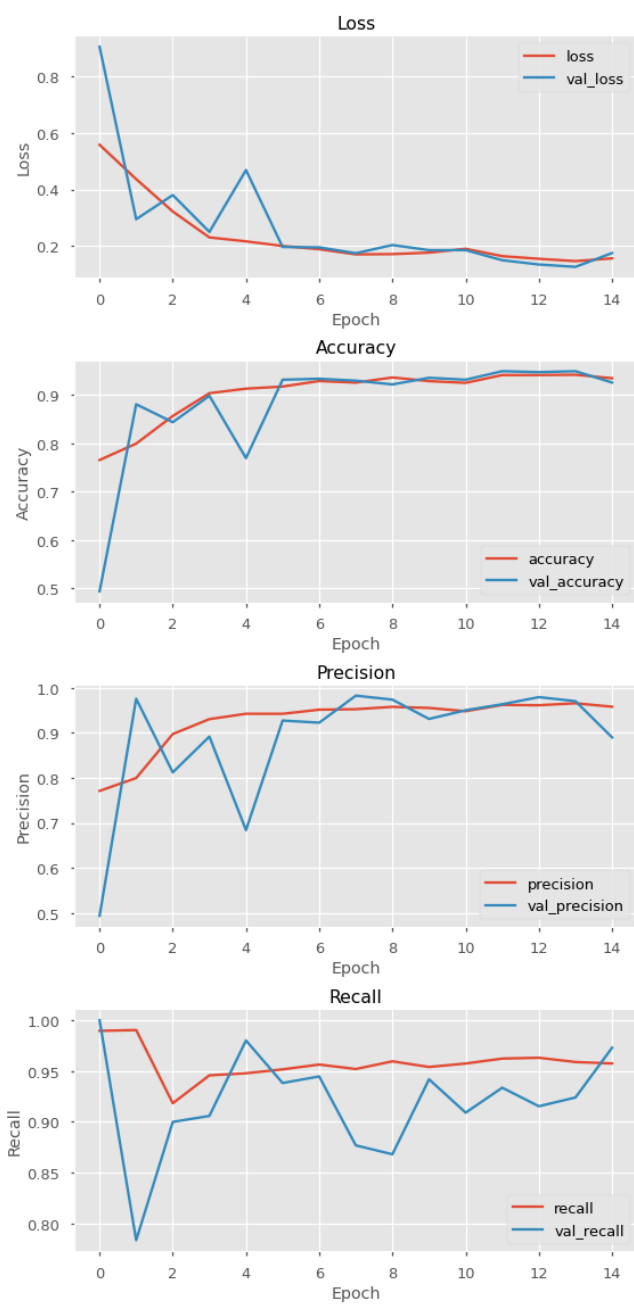 Loss
0.8
0.6
0.4
0.2
Loss
loss
val_loss
0 2 4 6 8 10 12 14
Epoch
Accuracy
0.9
0.8
0.7
0.6
0.5
Accuracy
accuracy
val_accuracy
0 2 4 6 8 10 12 14
Epoch
Precision
1.0
0.9
0.8
0.7
0.6
0.5
Precision
precision
val_precision
0 2 4 6 8 10 12 14
Epoch
Recall
1.00
0.95
0.90
0.85
0.80
Recall
recall
val_recall
0 2 4 6 8 10 12 14
Epoch